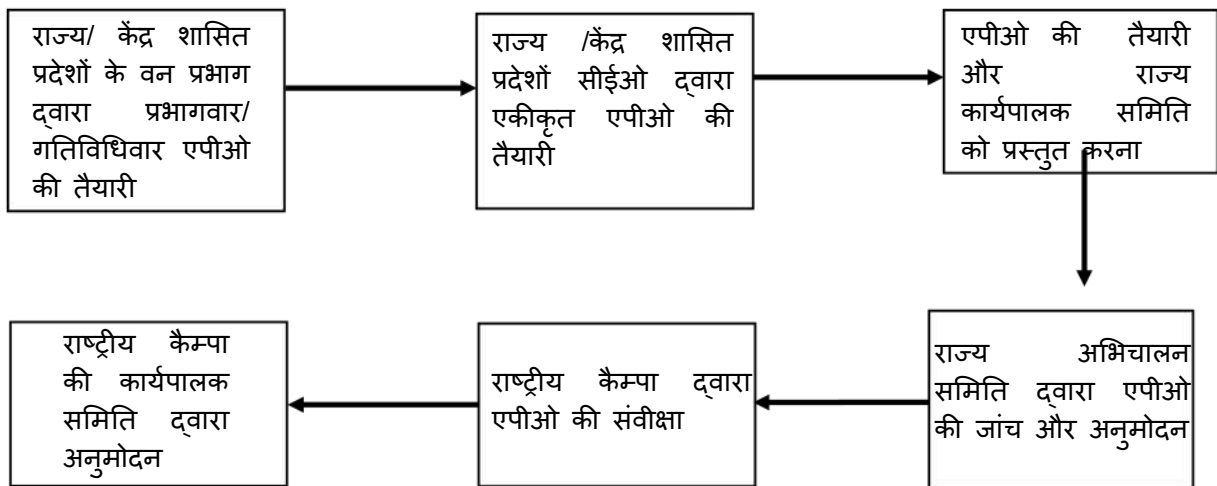 राज्य/ केंद्र शासित
प्रदेशों के वन प्रभाग
द्वारा प्रभागवार/
गतिविधिवार एपीओ
की तैयारी
राज्य /केंद्र शासित
प्रदेशों सीईओ द्वारा
एकीकृत एपीओ की
तैयारी
एपीओ की तैयारी
और राज्य
कार्यपालक समिति
को प्रस्तुत करना
राज्य अभिचालन
समिति द्वारा एपीओ
की जांच और अनुमोदन
राष्ट्रीय कैम्पा द्वारा
एपीओ की संवीक्षा
राष्ट्रीय कैम्पा
की कार्यपालक
समिति द्वारा
अनुमोदन